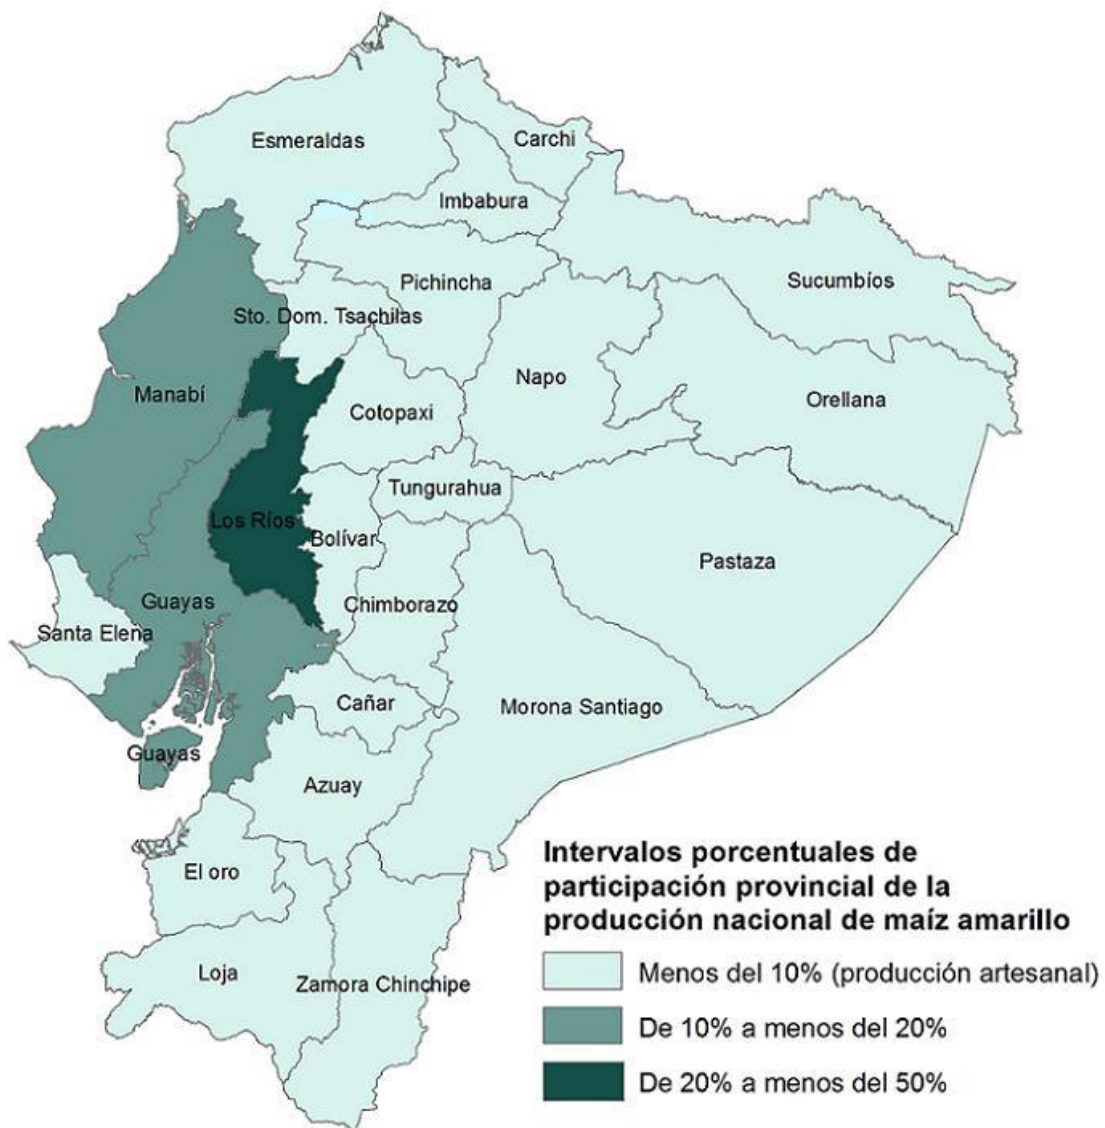 Esmeraldas
Carchi
Imbabura
Pichincha
Sucumbíos
Sto. Dom. Tsachilas
Manabí
Cotopaxi
Napo
Orellana
Tungurahua
Los Ríos
Bolívar
Pastaza
Guayas
Chimborazo
Santa Elena
Cañar
Morona Santiago
Guayas
Azuay
El oro
Loja
Zamora Chinchipe
Intervalos porcentuales de
participación provincial de la
producción nacional de maíz amarillo
Menos del 10% (producción artesanal)
De 10% a menos del 20%
De 20% a menos del 50%